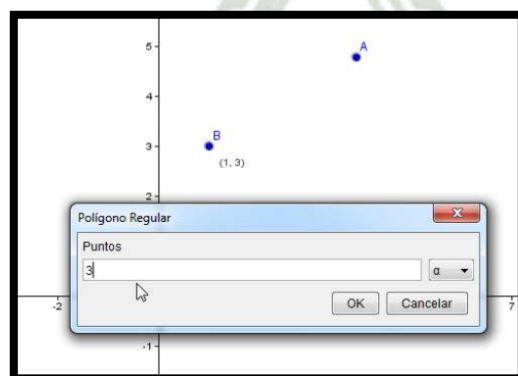 5
A
4
B
3
(1, 3)
2
Polígono Regular
X
Puntos
3
α
OK Cancelar
-2
7
-1